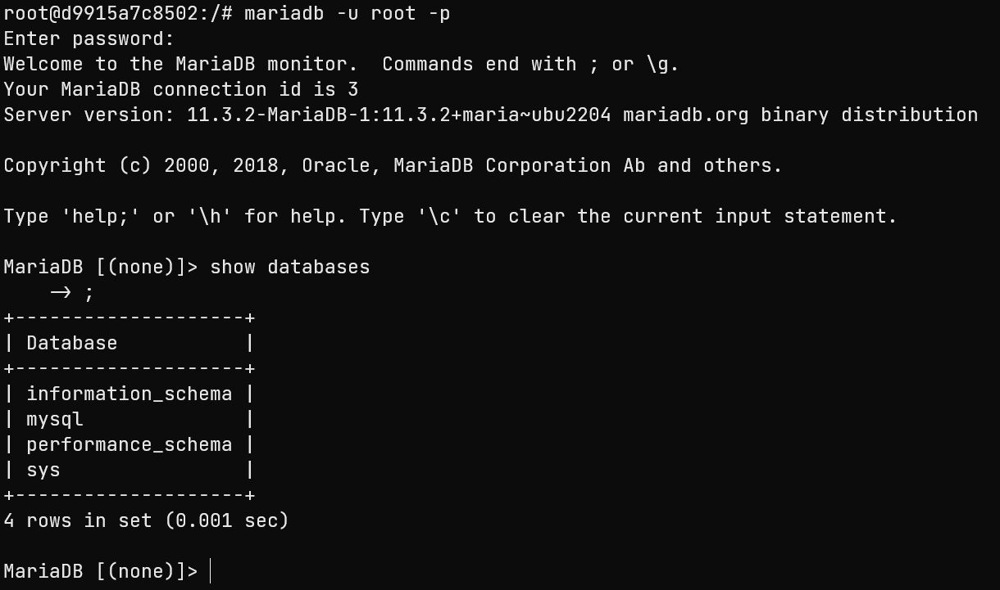 root@d9915a7c8502:/# mariadb -u root -p
Enter password:
Welcome to the MariaDB monitor.  Commands end with ; or \g.
Your MariaDB connection id is 3
Server version: 11.3.2-MariaDB-1:11.3.2+maria~ubu2204 mariadb.org binary distribution

Copyright (c) 2000, 2018, Oracle, MariaDB Corporation Ab and others.

Type 'help;' or '\h' for help. Type '\c' to clear the current input statement.

MariaDB [(none)]> show databases
    -> ;
+--------------------+
| Database           |
+--------------------+
| information_schema |
| mysql              |
| performance_schema |
| sys                |
+--------------------+
4 rows in set (0.001 sec)

MariaDB [(none)]>